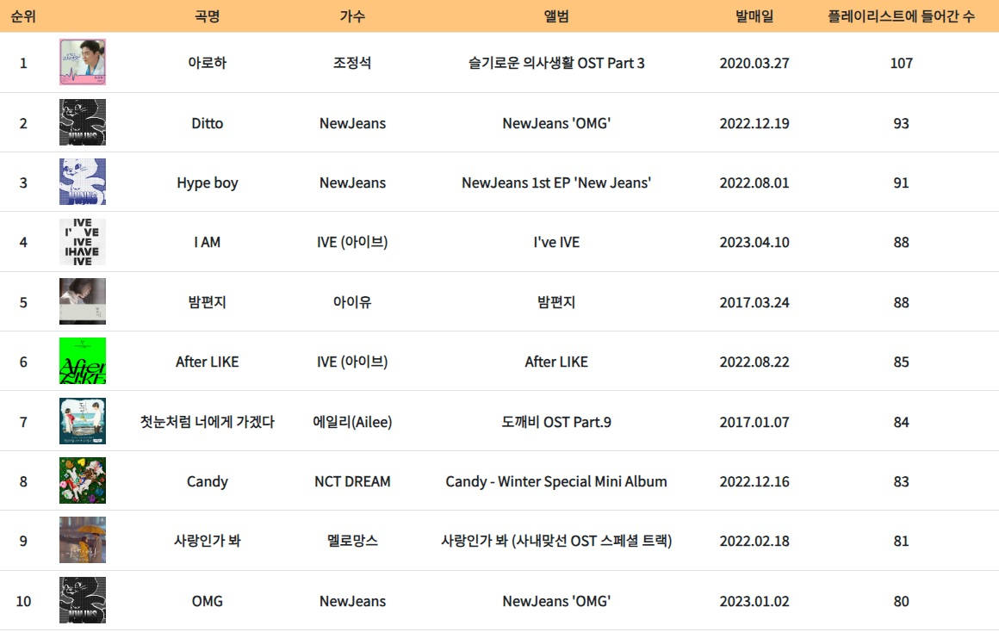 순위 곡명 가수 앨범 발매일 플레이리스트에 들어간 수
1 아로하 조정석 슬기로운 의사생활 OST Part 3 2020.03.27 107
2 Ditto NewJeans NewJeans 'OMG' 2022.12.19 93
3 Hype boy NewJeans NewJeans 1st EP 'New Jeans' 2022.08.01 91
IVE
I' VE
IVE
IHAVE
IVE
4 I AM IVE (아이브) I've IVE 2023.04.10 88
5 밤편지 아이유 밤편지 2017.03.24 88
After
LIKE
6 After LIKE IVE (아이브) After LIKE 2022.08.22 85
7 첫눈처럼 너에게 가겠다 에일리(Ailee) 도깨비 OST Part.9 2017.01.07 84
8 Candy NCT DREAM Candy - Winter Special Mini Album 2022.12.16 83
9 사랑인가 봐 멜로망스 사랑인가 봐 (사내맞선 OST 스페셜 트랙) 2022.02.18 81
10 OMG NewJeans NewJeans 'OMG' 2023.01.02 80